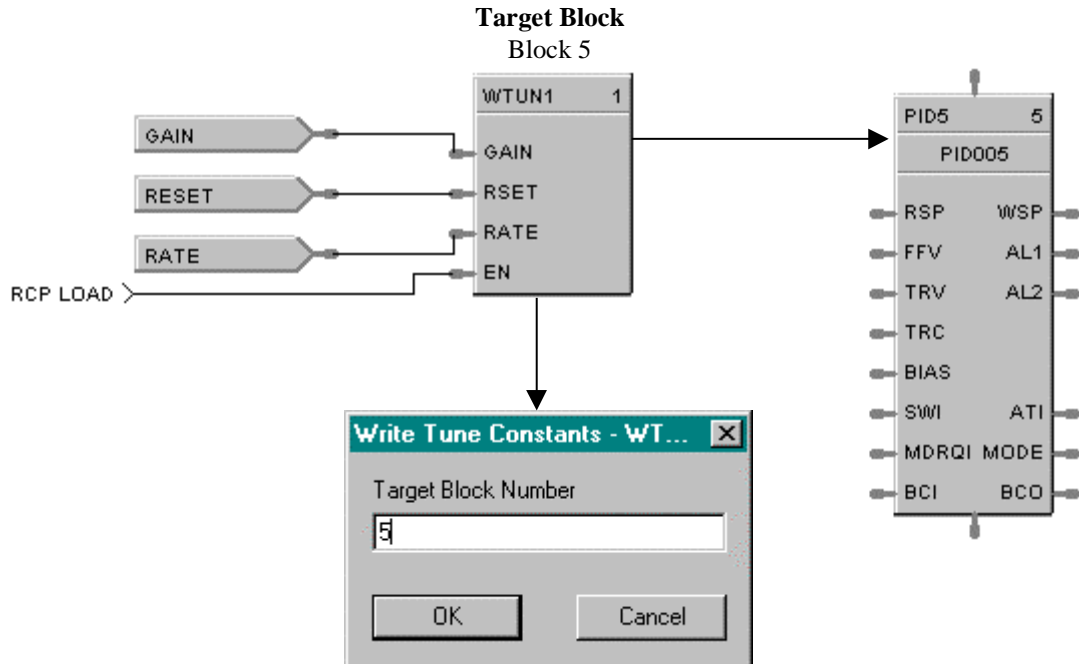 Target Block
Block 5
WTUN1 1
GAIN
RSET
RATE
EN
GAIN
RESET
RATE
RCP LOAD
PID5 5
PID005
RSP WSP
FFV AL1
TRV AL2
TRC
BIAS
SWI ATI
MDRQI MODE
BCI BCO
Write Tune Constants - WT...
Target Block Number
5
OK Cancel